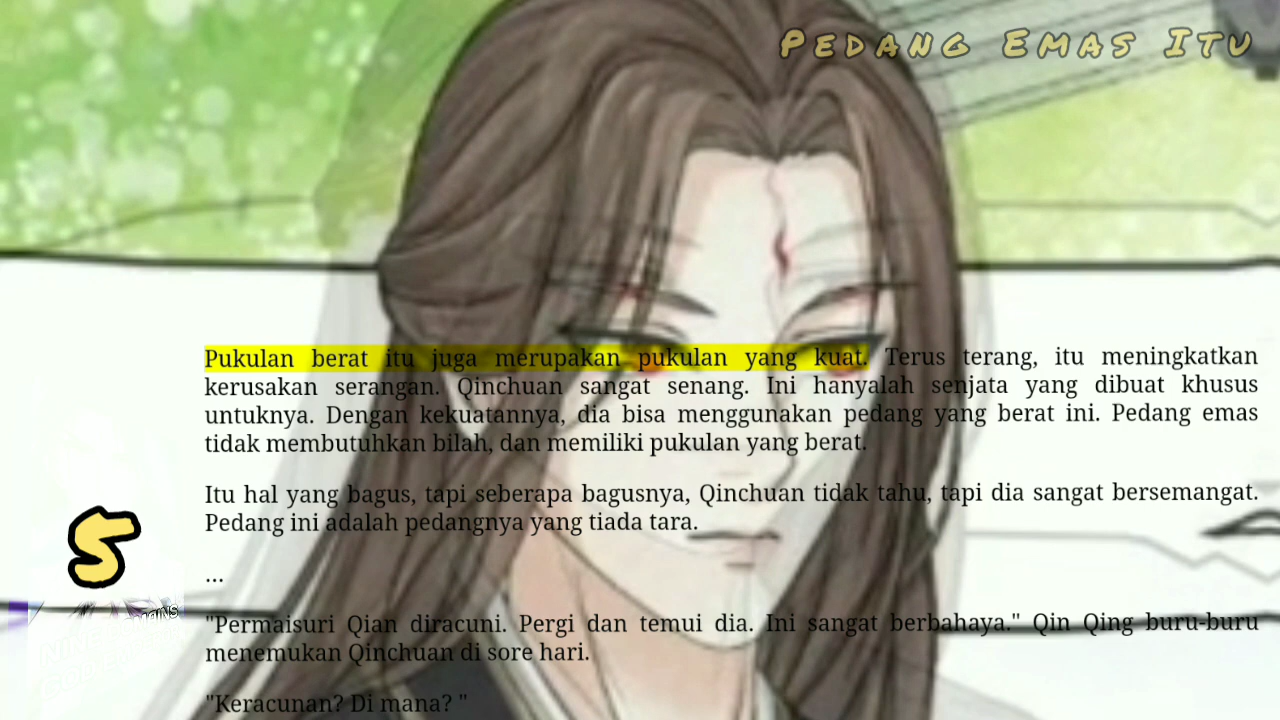 Pedang Emas Itu
Pukulan berat itu juga merupakan pukulan yang kuat. Terus terang, itu meningkatkan
kerusakan serangan. Qinchuan sangat senang. Ini hanyalah senjata yang dibuat khusus
untuknya. Dengan kekuatannya, dia bisa menggunakan pedang yang berat ini. Pedang emas
tidak membutuhkan bilah, dan memiliki pukulan yang berat.
Itu hal yang bagus, tapi seberapa bagusnya, Qinchuan tidak tahu, tapi dia sangat bersemangat.
Pedang ini adalah pedangnya yang tiada tara.
...
S
"Permaisuri Qian diracuni. Pergi dan temui dia. Ini sangat berbahaya." Qin Qing buru-buru
menemukan Qinchuan di sore hari.
"Keracunan? Di mana? "